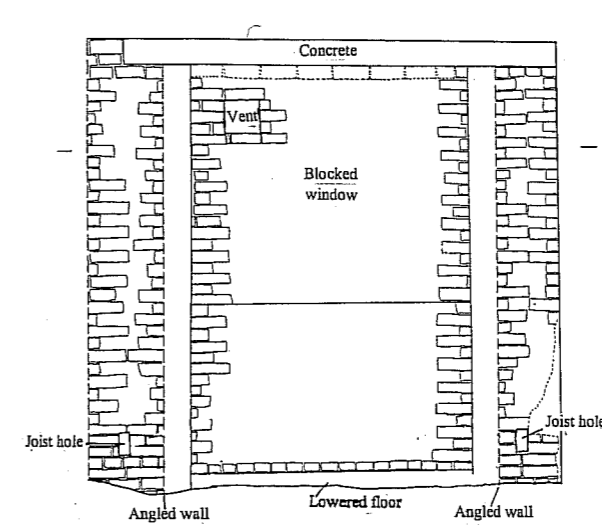 Concrete
Vent
Blocked
window
Joist hole
Joist hole
Lowered floor
Angled wall
Angled wall